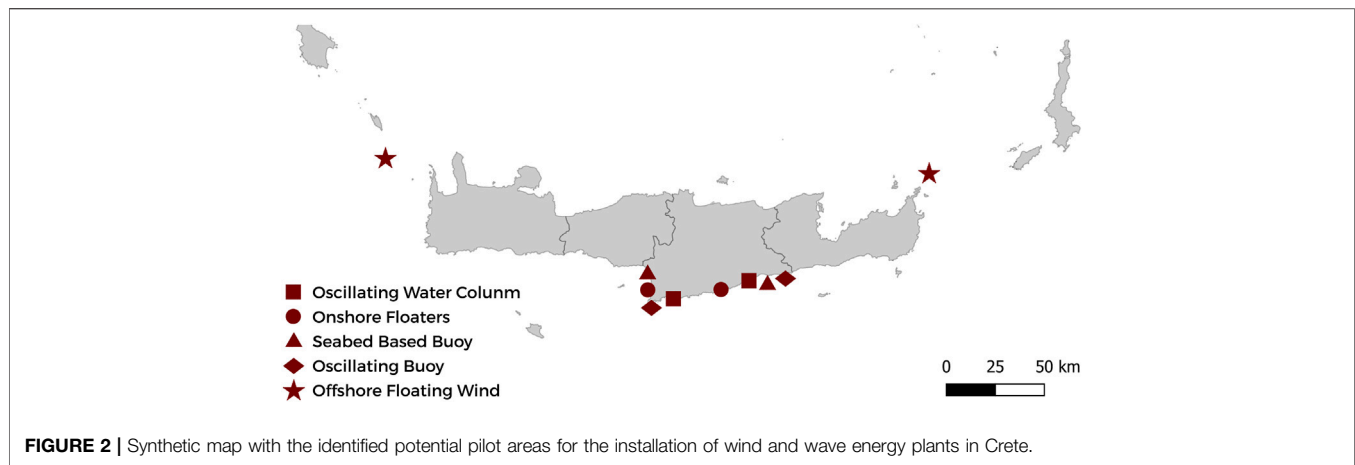 Oscillating Water Colunm
Onshore Floaters
Seabed Based Buoy
Oscillating Buoy
Offshore Floating Wind
0 25 50 km
FIGURE 2 | Synthetic map with the identified potential pilot areas for the installation of wind and wave energy plants in Crete.